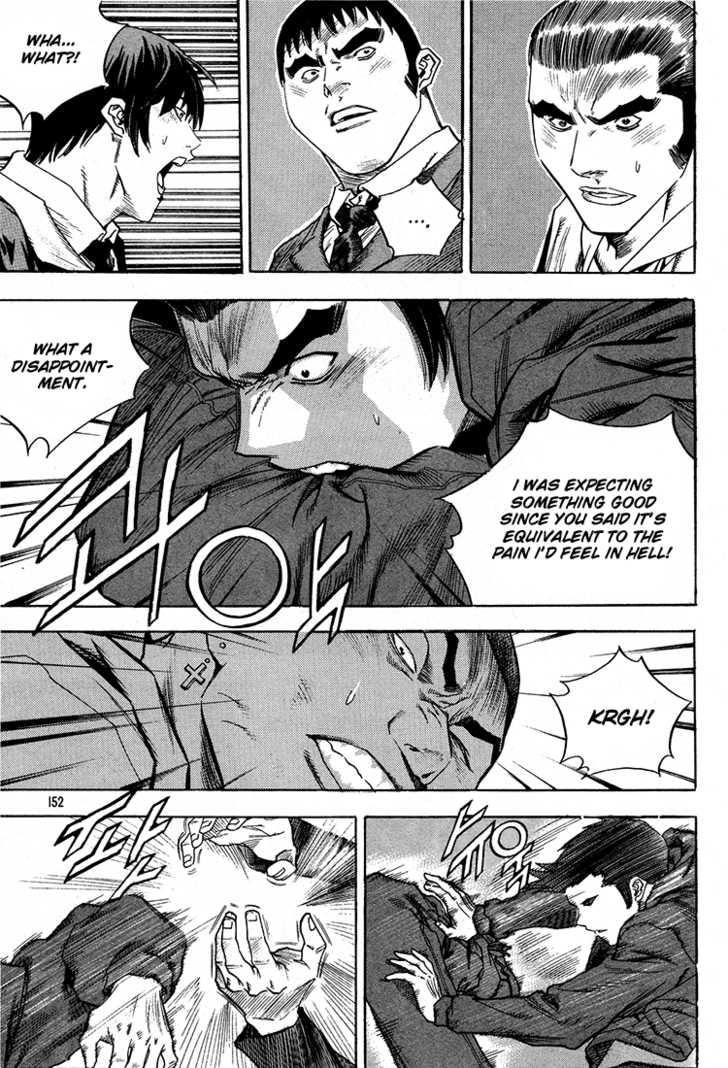 WHA...
WHAT?!
...
WHAT A
DISAPPOINT-
MENT.
I WAS EXPECTING
SOMETHING GOOD
SINCE YOU SAID IT'S
EQUIVALENT TO THE
PAIN I'D FEEL IN HELL!
KRGH!
152